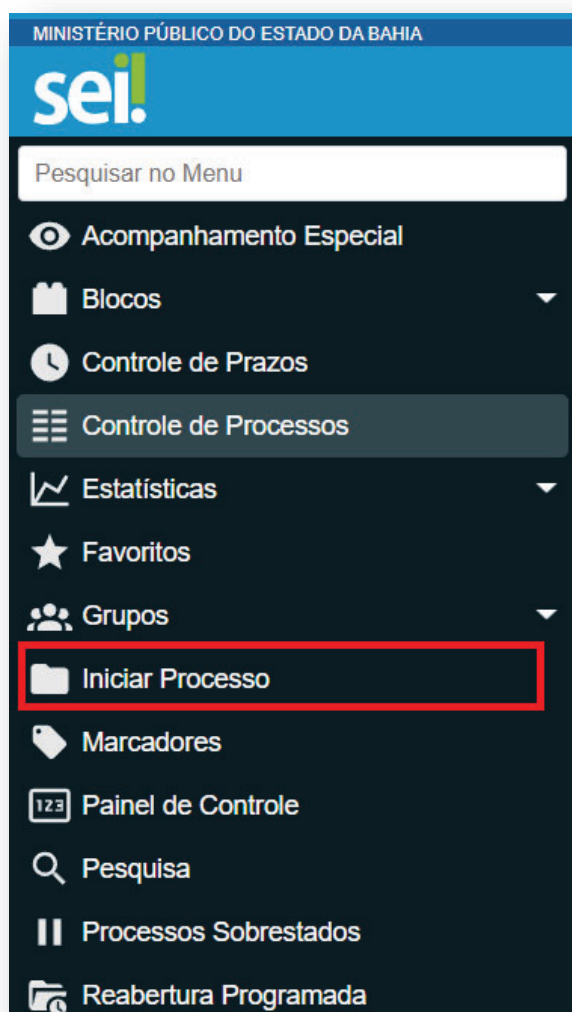 MINISTÉRIO PÚBLICO DO ESTADO DA BAHIA
sei!
Pesquisar no Menu
Acompanhamento Especial
Blocos
Controle de Prazos
Controle de Processos
Estatísticas
Favoritos
Grupos
Iniciar Processo
Marcadores
123 Painel de Controle
Pesquisa
Processos Sobrestados
Reabertura Programada